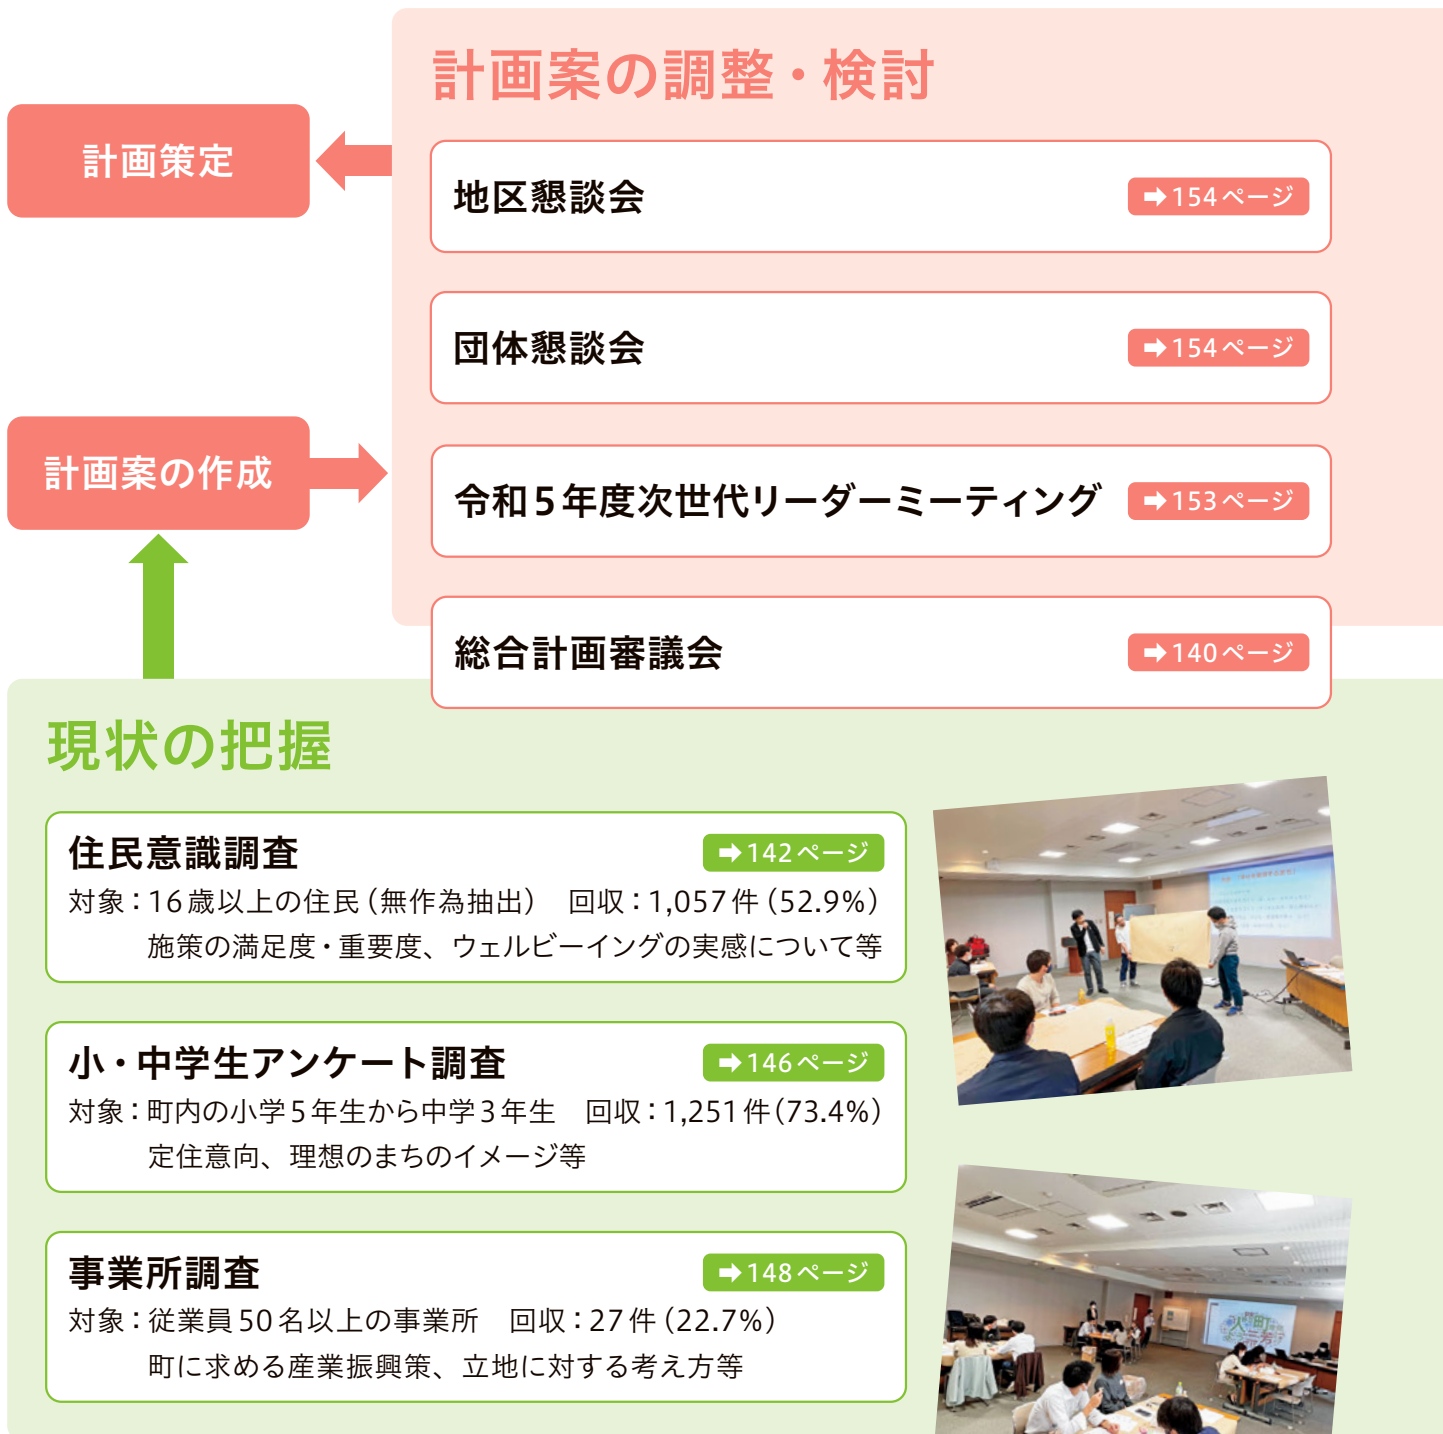 計画案の調整・検討
計画策定
地区懇談会
➡154ページ
団体懇談会
➡154ページ
計画案の作成
令和5年度次世代リーダーミーティング
➡153ページ
総合計画審議会
➡140ページ
現状の把握
住民意識調査
➡142ページ
対象：16歳以上の住民（無作為抽出）　回収：1,057件（52.9%）
施策の満足度・重要度、ウェルビーイングの実感について等
小・中学生アンケート調査
➡146ページ
対象：町内の小学5年生から中学3年生　回収：1,251件（73.4%）
定住意向、理想のまちのイメージ等
事業所調査
➡148ページ
対象：従業員50名以上の事業所　回収：27件（22.7%）
町に求める産業振興策、立地に対する考え方等